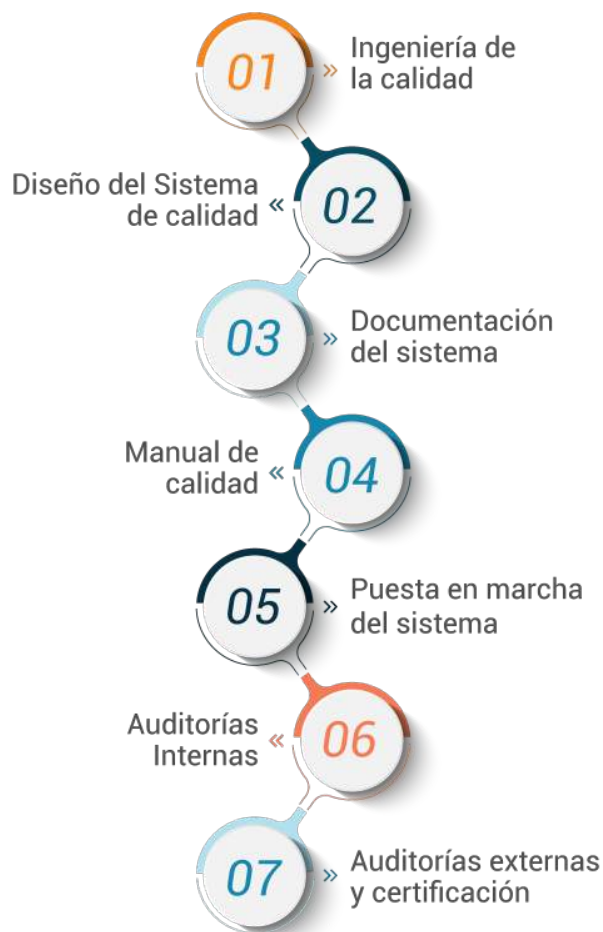 01
» Ingeniería de
la calidad
Diseño del Sistema
de calidad «
02
03
» Documentación
del sistema
Manual de
calidad «
04
05
» Puesta en marcha
del sistema
Auditorías
Internas «
06
07
» Auditorías externas
y certificación